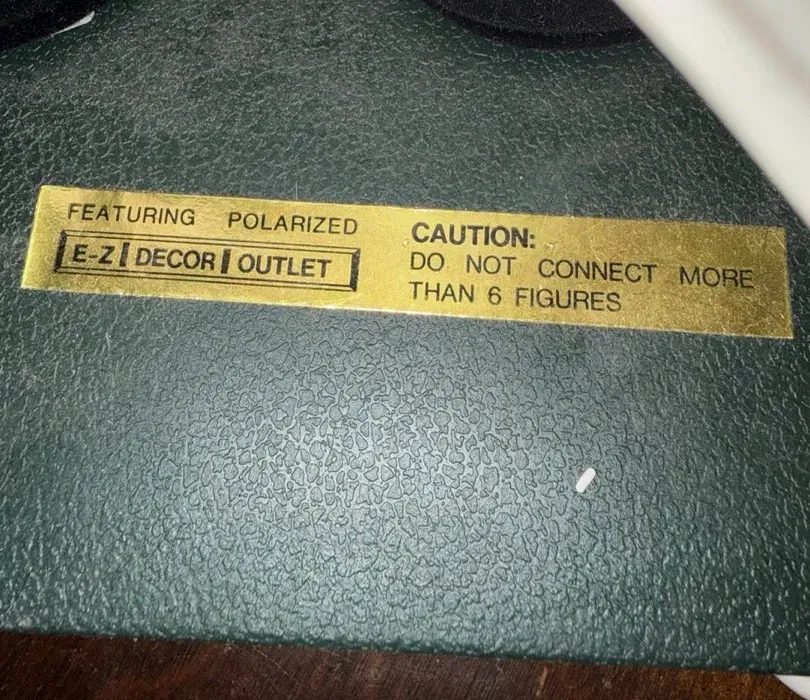 FEATURING POLARIZED
E-Z DECOR OUTLET
CAUTION:
DO NOT CONNECT MORE
THAN 6 FIGURES